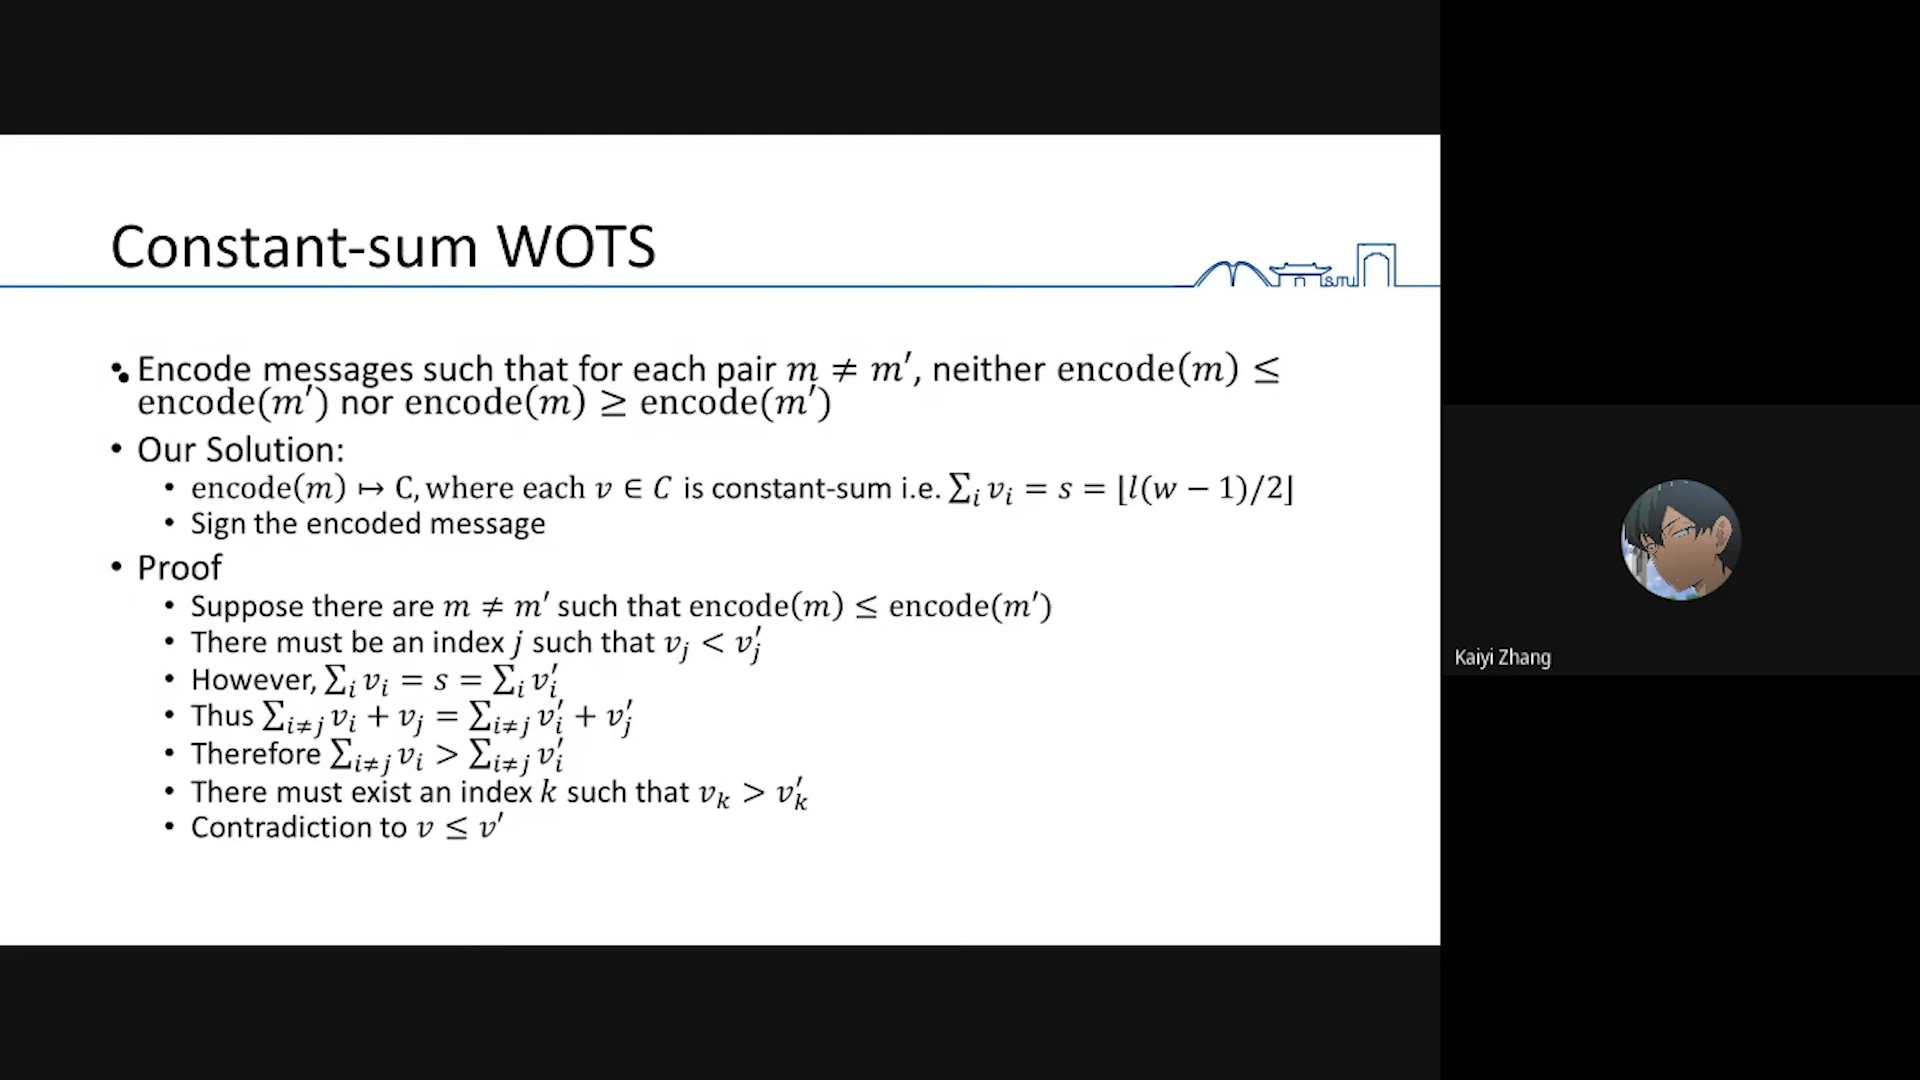 Constant-sum WOTS
SJTU
• Encode messages such that for each pair 𝑚 ≠ 𝑚′, neither encode(𝑚) ≤
encode(𝑚′) nor encode(𝑚) ≥ encode(𝑚′)
• Our Solution:
• encode(𝑚) ↦ C, where each 𝑣 ∈ 𝐶 is constant-sum i.e. ∑ᵢ 𝑣ᵢ = 𝑠 = ⌊𝑙(𝑤 − 1)/2⌋
• Sign the encoded message
• Proof
• Suppose there are 𝑚 ≠ 𝑚′ such that encode(𝑚) ≤ encode(𝑚′)
• There must be an index 𝑗 such that 𝑣ⱼ < 𝑣′ⱼ
• However, ∑ᵢ 𝑣ᵢ = 𝑠 = ∑ᵢ 𝑣′ᵢ
• Thus ∑_{i≠j} 𝑣ᵢ + 𝑣ⱼ = ∑_{i≠j} 𝑣′ᵢ + 𝑣′ⱼ
• Therefore ∑_{i≠j} 𝑣ᵢ > ∑_{i≠j} 𝑣′ᵢ
• There must exist an index 𝑘 such that 𝑣ₖ > 𝑣′ₖ
• Contradiction to 𝑣 ≤ 𝑣′
Kaiyi Zhang